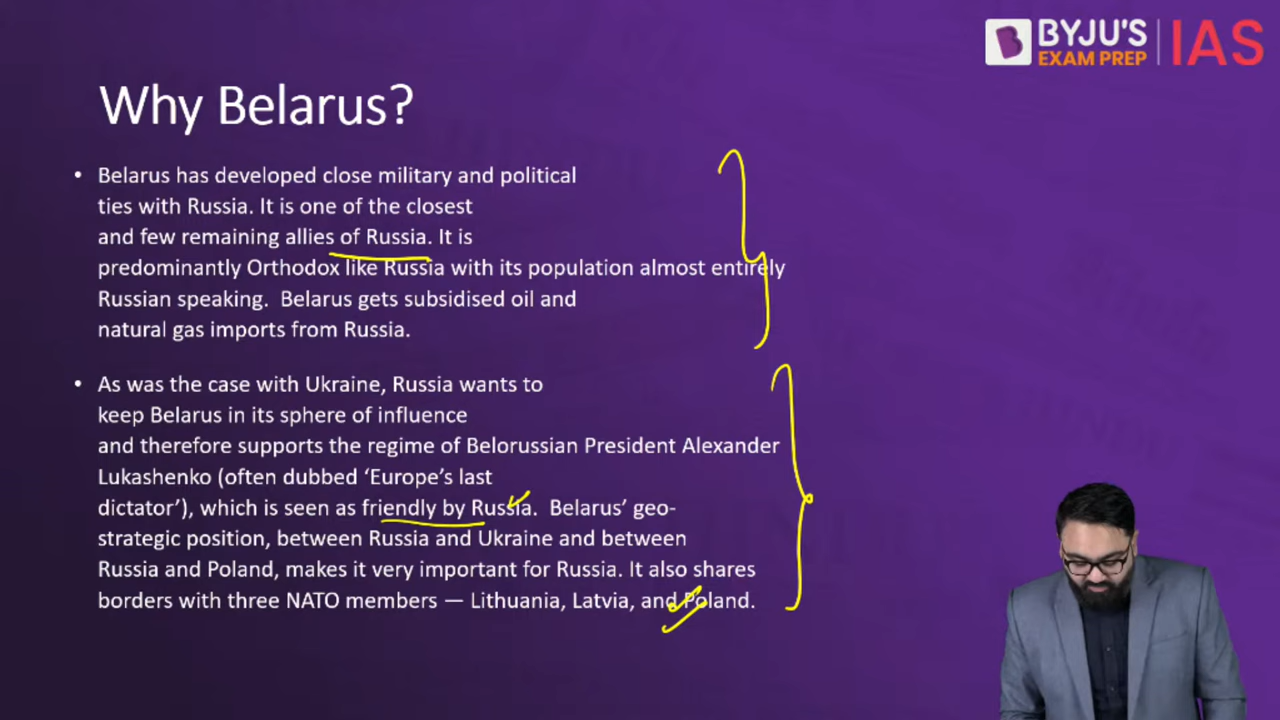 BYJU'S
EXAM PREP
IAS
Why Belarus?
• Belarus has developed close military and political
ties with Russia. It is one of the closest
and few remaining allies of Russia. It is
predominantly Orthodox like Russia with its population almost entirely
Russian speaking.  Belarus gets subsidised oil and
natural gas imports from Russia.
• As was the case with Ukraine, Russia wants to
keep Belarus in its sphere of influence
and therefore supports the regime of Belorussian President Alexander
Lukashenko (often dubbed ‘Europe’s last
dictator’), which is seen as friendly by Russia.  Belarus’ geo-
strategic position, between Russia and Ukraine and between
Russia and Poland, makes it very important for Russia. It also shares
borders with three NATO members — Lithuania, Latvia, and Poland.